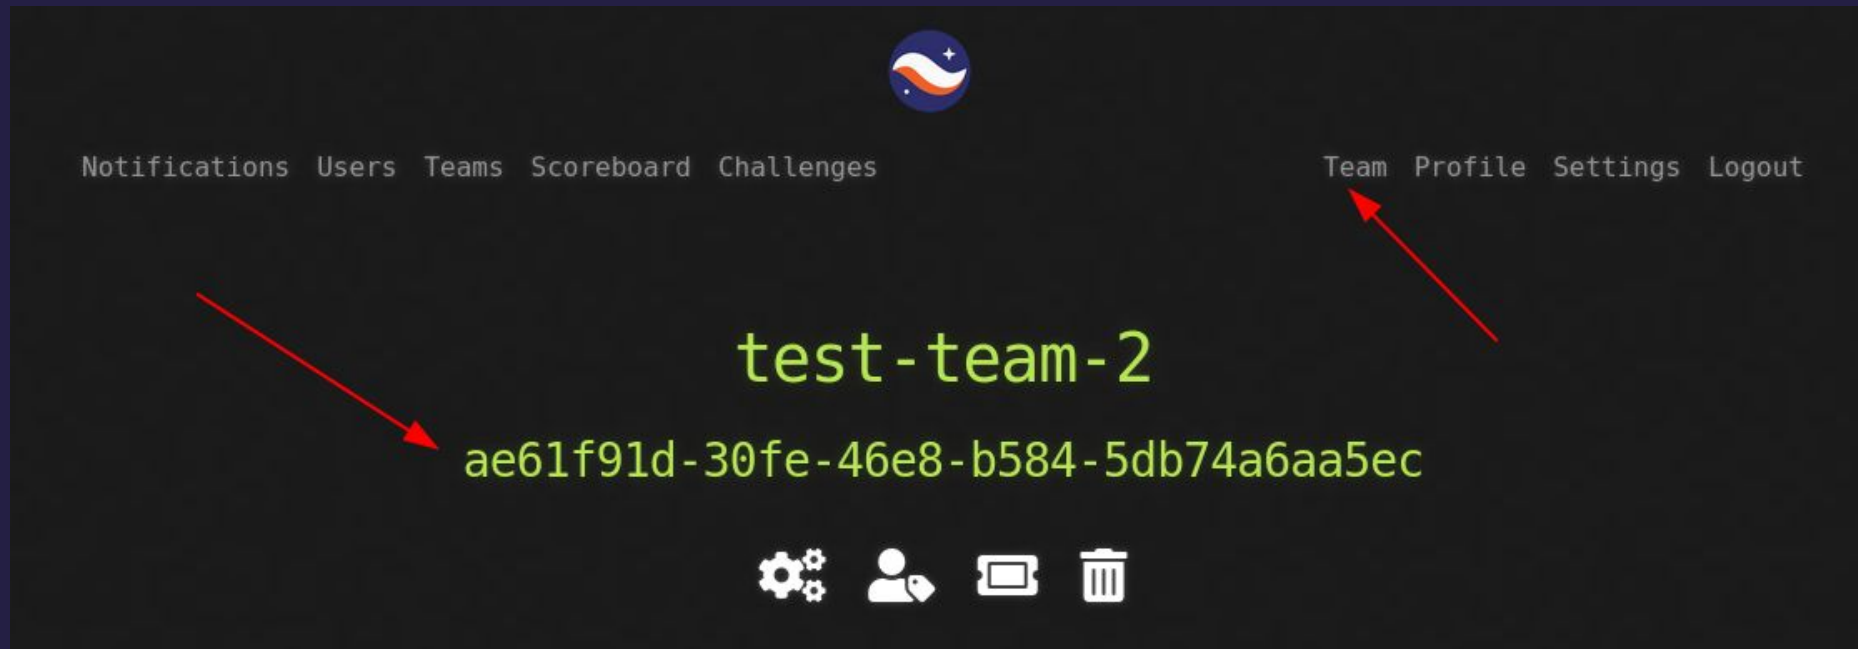 Notifications Users Teams Scoreboard Challenges Team Profile Settings Logout
test-team-2
ae61f91d-30fe-46e8-b584-5db74a6aa5ec